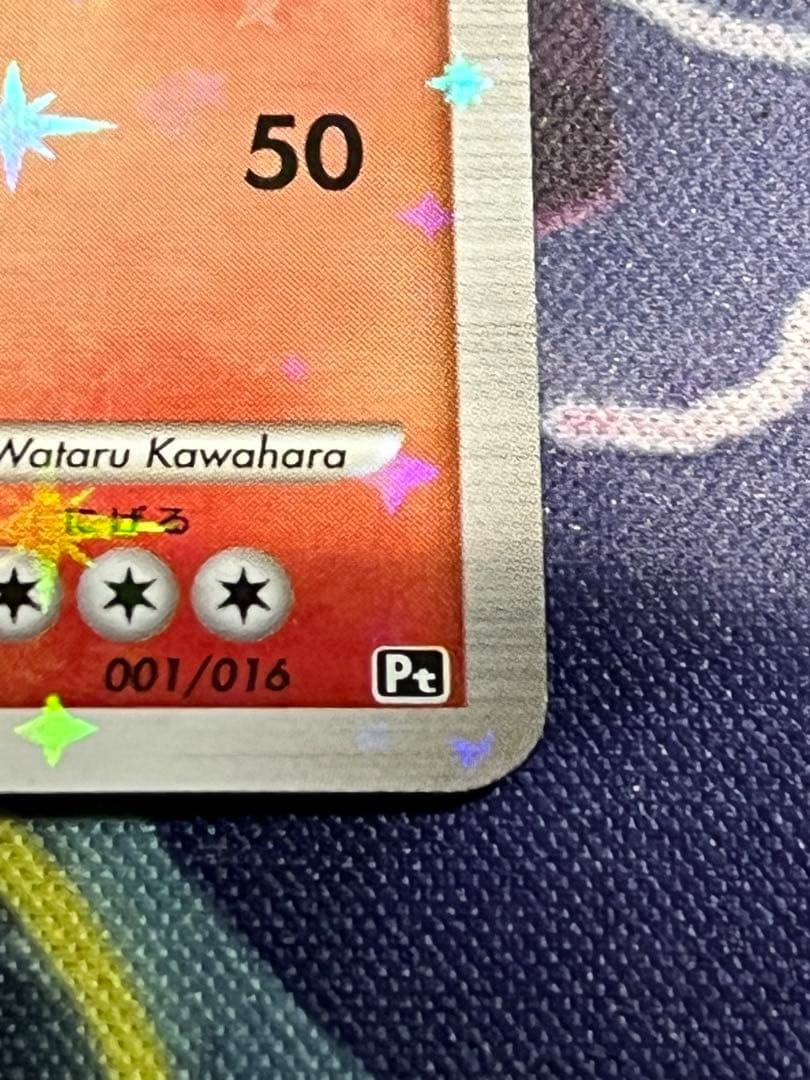 50
Wataru Kawahara
にげる
001/016
Pt